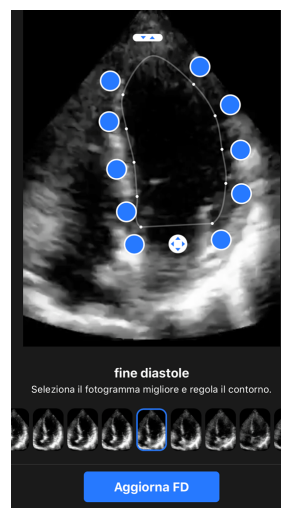 fine diastole
Seleziona il fotogramma migliore e regola il contorno.
Aggiorna FD